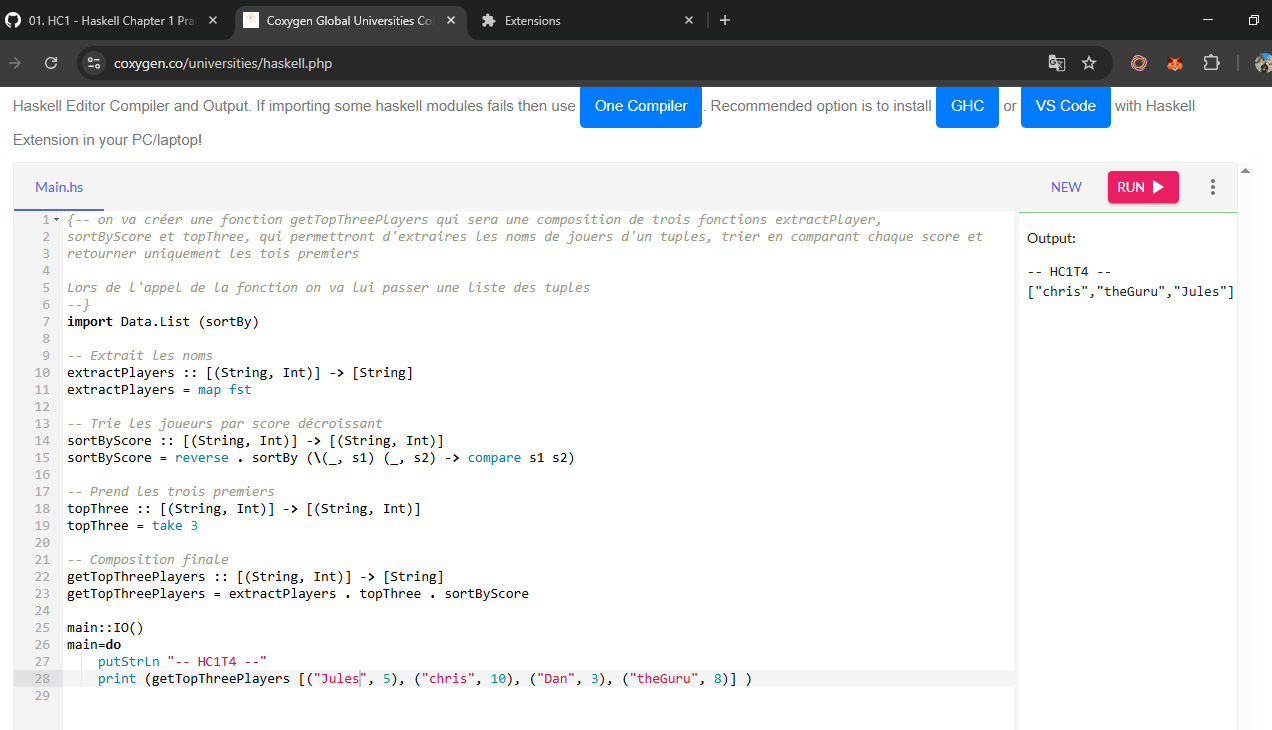 01. HC1 - Haskell Chapter 1 Pra
Coxygen Global Universities Co
Extensions
coxygen.co/universities/haskell.php
Haskell Editor Compiler and Output. If importing some haskell modules fails then use One Compiler . Recommended option is to install GHC or VS Code with Haskell
Extension in your PC/laptop!
Main.hs
NEW
RUN
1 {-- on va créer une fonction getTopThreePlayers qui sera une composition de trois fonctions extractPlayer,
2 sortByScore et topThree, qui permettront d'extraires les noms de jouers d'un tuples, trier en comparant chaque score et
3 retourner uniquement les tois premiers
4
5 Lors de l'appel de la fonction on va lui passer une liste des tuples
6 --}
7 import Data.List (sortBy)
8
9 -- Extrait les noms
10 extractPlayers :: [(String, Int)] -> [String]
11 extractPlayers = map fst
12
13 -- Trie les joueurs par score décroissant
14 sortByScore :: [(String, Int)] -> [(String, Int)]
15 sortByScore = reverse . sortBy (\(_, s1) (_, s2) -> compare s1 s2)
16
17 -- Prend les trois premiers
18 topThree :: [(String, Int)] -> [(String, Int)]
19 topThree = take 3
20
21 -- Composition finale
22 getTopThreePlayers :: [(String, Int)] -> [String]
23 getTopThreePlayers = extractPlayers . topThree . sortByScore
24
25 main::IO()
26 main=do
27 putStrLn "-- HC1T4 --"
28 print (getTopThreePlayers [("Jules", 5), ("chris", 10), ("Dan", 3), ("theGuru", 8)] )
29
Output:
-- HC1T4 --
["chris","theGuru","Jules"]